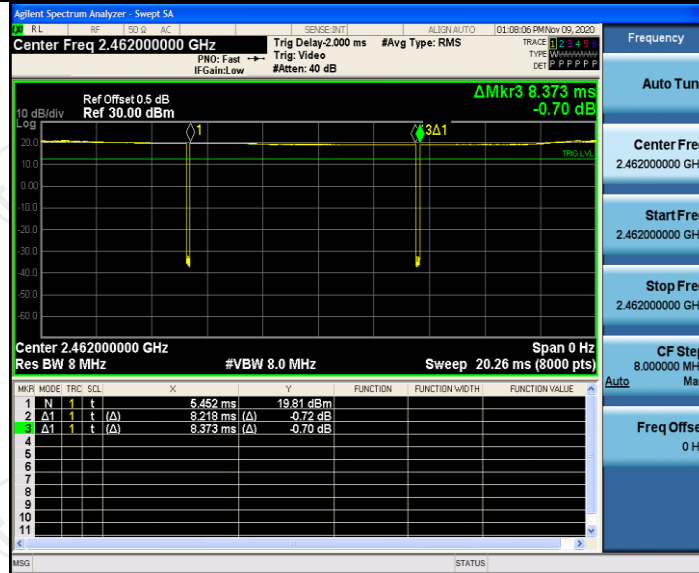 Agilent Spectrum Analyzer - Swept SA
RL RF 50 Ω AC SENSE:INT ALIGN AUTO 01:08:06 PM Nov 09, 2020
Center Freq 2.462000000 GHz Trig Delay-2.000 ms #Avg Type: RMS TRACE 1 2 3 4 5 6
PNO: Fast Trig: Video TYPE
IFGain:Low #Atten: 40 dB DET P P P P P P
Frequency
ΔMkr3 8.373 ms
-0.70 dB
Ref Offset 0.5 dB
10 dB/div Ref 30.00 dBm
Log
1
3Δ1
TRIG LVL
20.0
10.0
0.00
-10.0
-20.0
-30.0
-40.0
-50.0
-60.0
Center 2.462000000 GHz Span 0 Hz
Res BW 8 MHz #VBW 8.0 MHz Sweep 20.26 ms (8000 pts)
MKR MODE TRC SCL X Y FUNCTION FUNCTION WIDTH FUNCTION VALUE
1 N 1 t 5.452 ms 19.81 dBm
2 Δ1 1 t (Δ) 8.218 ms (Δ) -0.72 dB
3 Δ1 1 t (Δ) 8.373 ms (Δ) -0.70 dB
4
5
6
7
8
9
10
11
MSG STATUS
Auto Tun
Center Fre
2.462000000 GH
Start Fre
2.462000000 GH
Stop Fre
2.462000000 GH
CF Ste
8.000000 MH
Auto Ma
Freq Offse
0 H